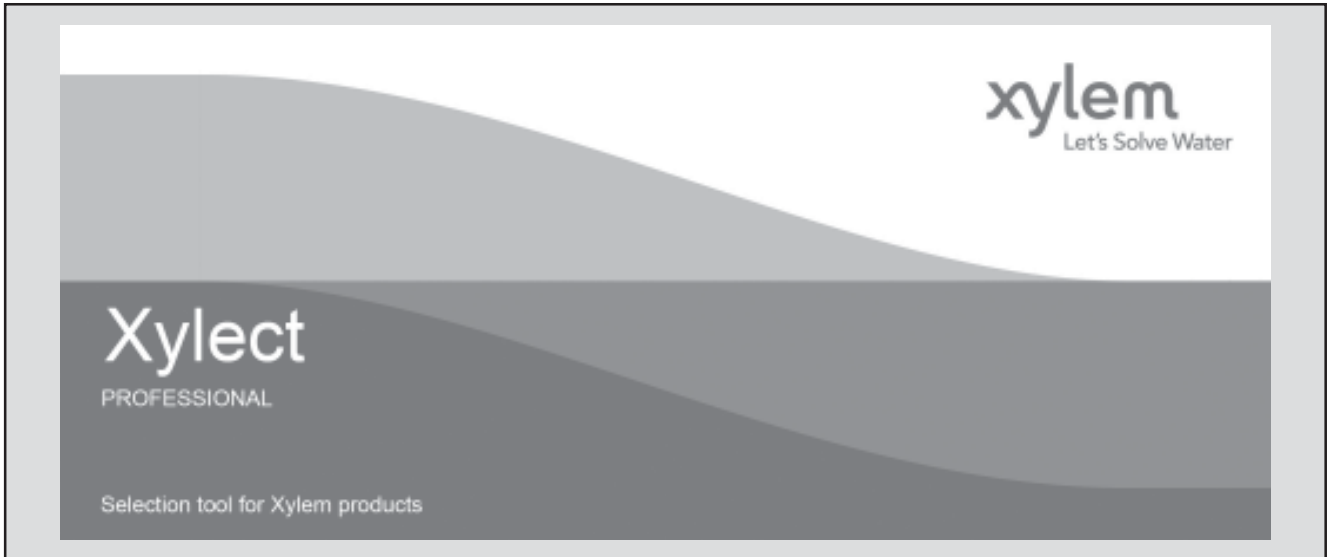 xylem
Let's Solve Water
Xylect
PROFESSIONAL
Selection tool for Xylem products